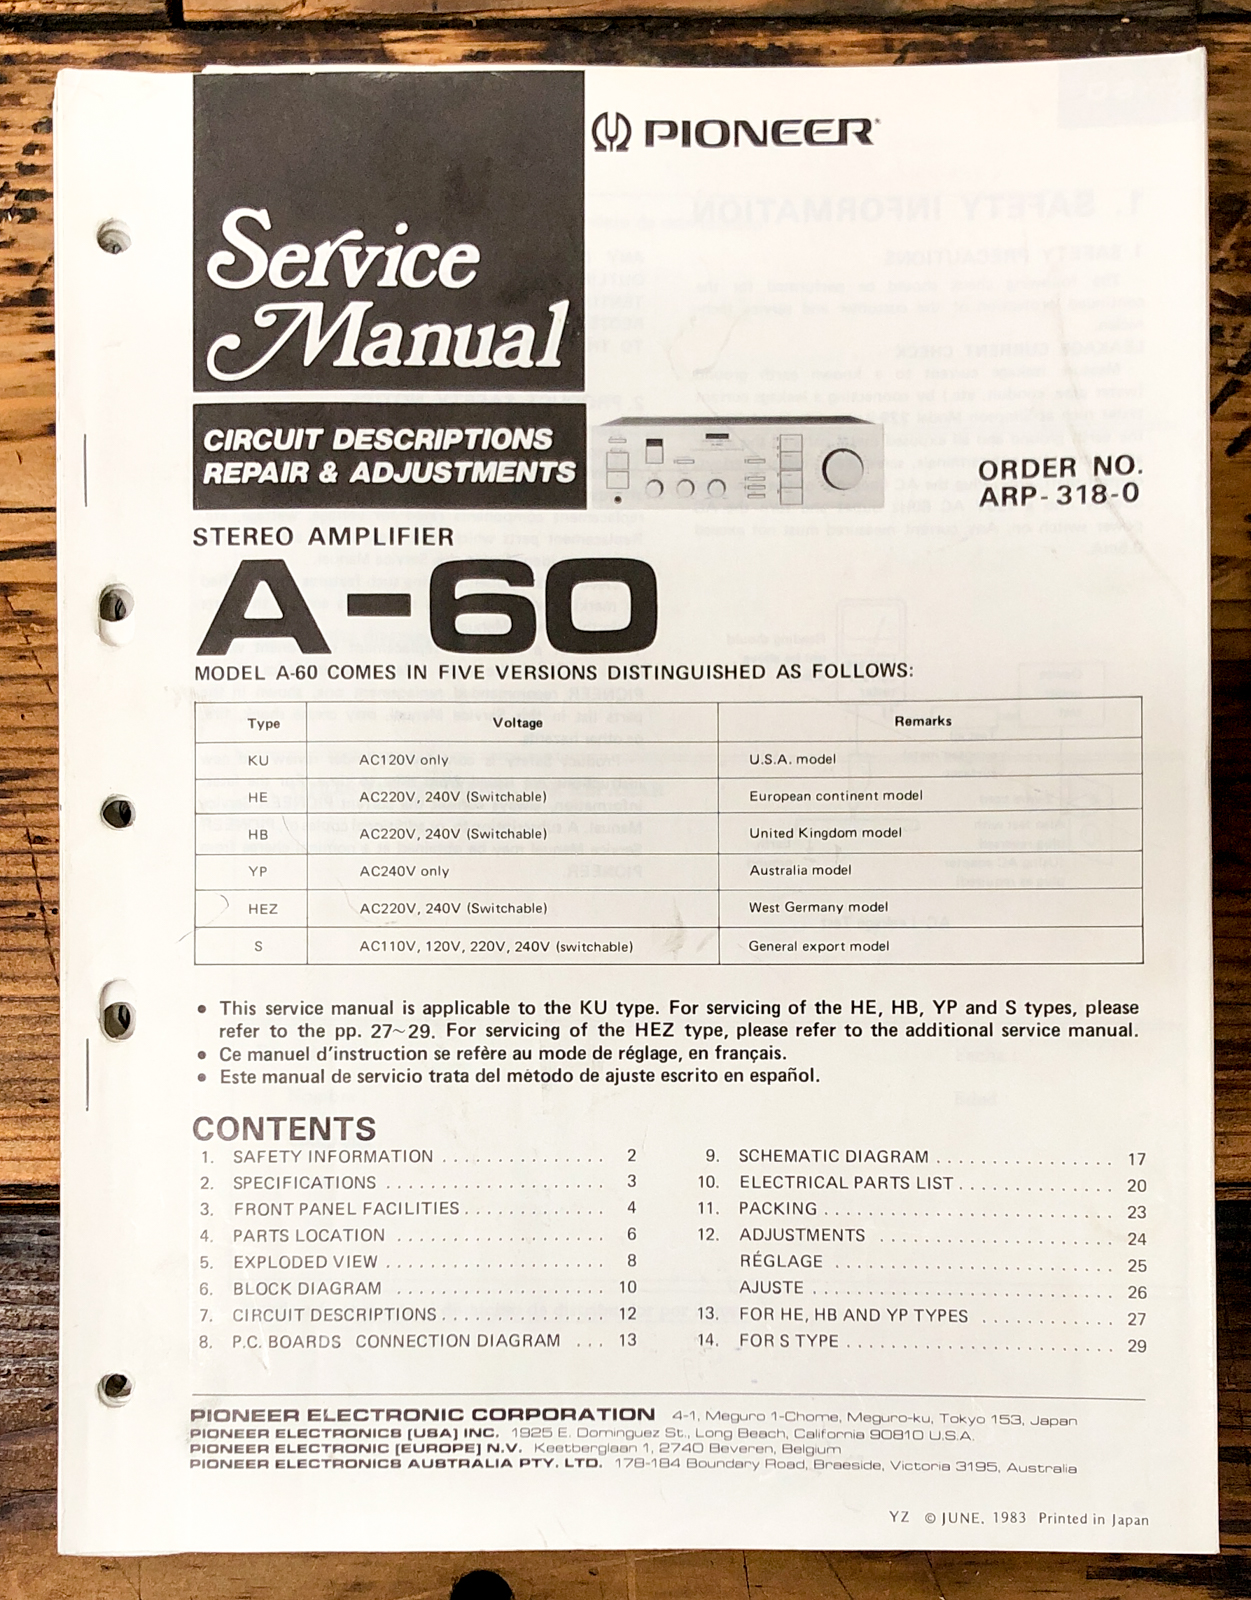 PIONEER
Service
Manual
CIRCUIT DESCRIPTIONS
REPAIR & ADJUSTMENTS
ORDER NO.
ARP-318-0
STEREO AMPLIFIER
A-60
MODEL A-60 COMES IN FIVE VERSIONS DISTINGUISHED AS FOLLOWS:
Type Voltage Remarks
KU AC120V only U.S.A. model
HE AC220V, 240V (Switchable) European continent model
HB AC220V, 240V (Switchable) United Kingdom model
YP AC240V only Australia model
HEZ AC220V, 240V (Switchable) West Germany model
S AC110V, 120V, 220V, 240V (switchable) General export model
• This service manual is applicable to the KU type. For servicing of the HE, HB, YP and S types, please
refer to the pp. 27~29. For servicing of the HEZ type, please refer to the additional service manual.
• Ce manuel d'instruction se refère au mode de réglage, en français.
• Este manual de servicio trata del método de ajuste escrito en español.
CONTENTS
1. SAFETY INFORMATION . . . . . . . . . . . . . . . 2
2. SPECIFICATIONS . . . . . . . . . . . . . . . . . . . . 3
3. FRONT PANEL FACILITIES . . . . . . . . . . . . . 4
4. PARTS LOCATION . . . . . . . . . . . . . . . . . . . 6
5. EXPLODED VIEW . . . . . . . . . . . . . . . . . . . . 8
6. BLOCK DIAGRAM . . . . . . . . . . . . . . . . . . . 10
7. CIRCUIT DESCRIPTIONS . . . . . . . . . . . . . . . 12
8. P.C. BOARDS CONNECTION DIAGRAM . . . 13
9. SCHEMATIC DIAGRAM . . . . . . . . . . . . . . . . 17
10. ELECTRICAL PARTS LIST . . . . . . . . . . . . . . 20
11. PACKING . . . . . . . . . . . . . . . . . . . . . . . . . . 23
12. ADJUSTMENTS . . . . . . . . . . . . . . . . . . . . . 24
RÉGLAGE . . . . . . . . . . . . . . . . . . . . . . . . . 25
AJUSTE . . . . . . . . . . . . . . . . . . . . . . . . . . . 26
13. FOR HE, HB AND YP TYPES . . . . . . . . . . . . 27
14. FOR S TYPE . . . . . . . . . . . . . . . . . . . . . . . . 29
PIONEER ELECTRONIC CORPORATION 4-1, Meguro 1-Chome, Meguro-ku, Tokyo 153, Japan
PIONEER ELECTRONICS [USA] INC. 1925 E. Dominguez St., Long Beach, California 90810 U.S.A.
PIONEER ELECTRONIC [EUROPE] N.V. Keetberglaan 1, 2740 Beveren, Belgium
PIONEER ELECTRONICS AUSTRALIA PTY. LTD. 178-184 Boundary Road, Braeside, Victoria 3195, Australia
YZ © JUNE. 1983 Printed in Japan